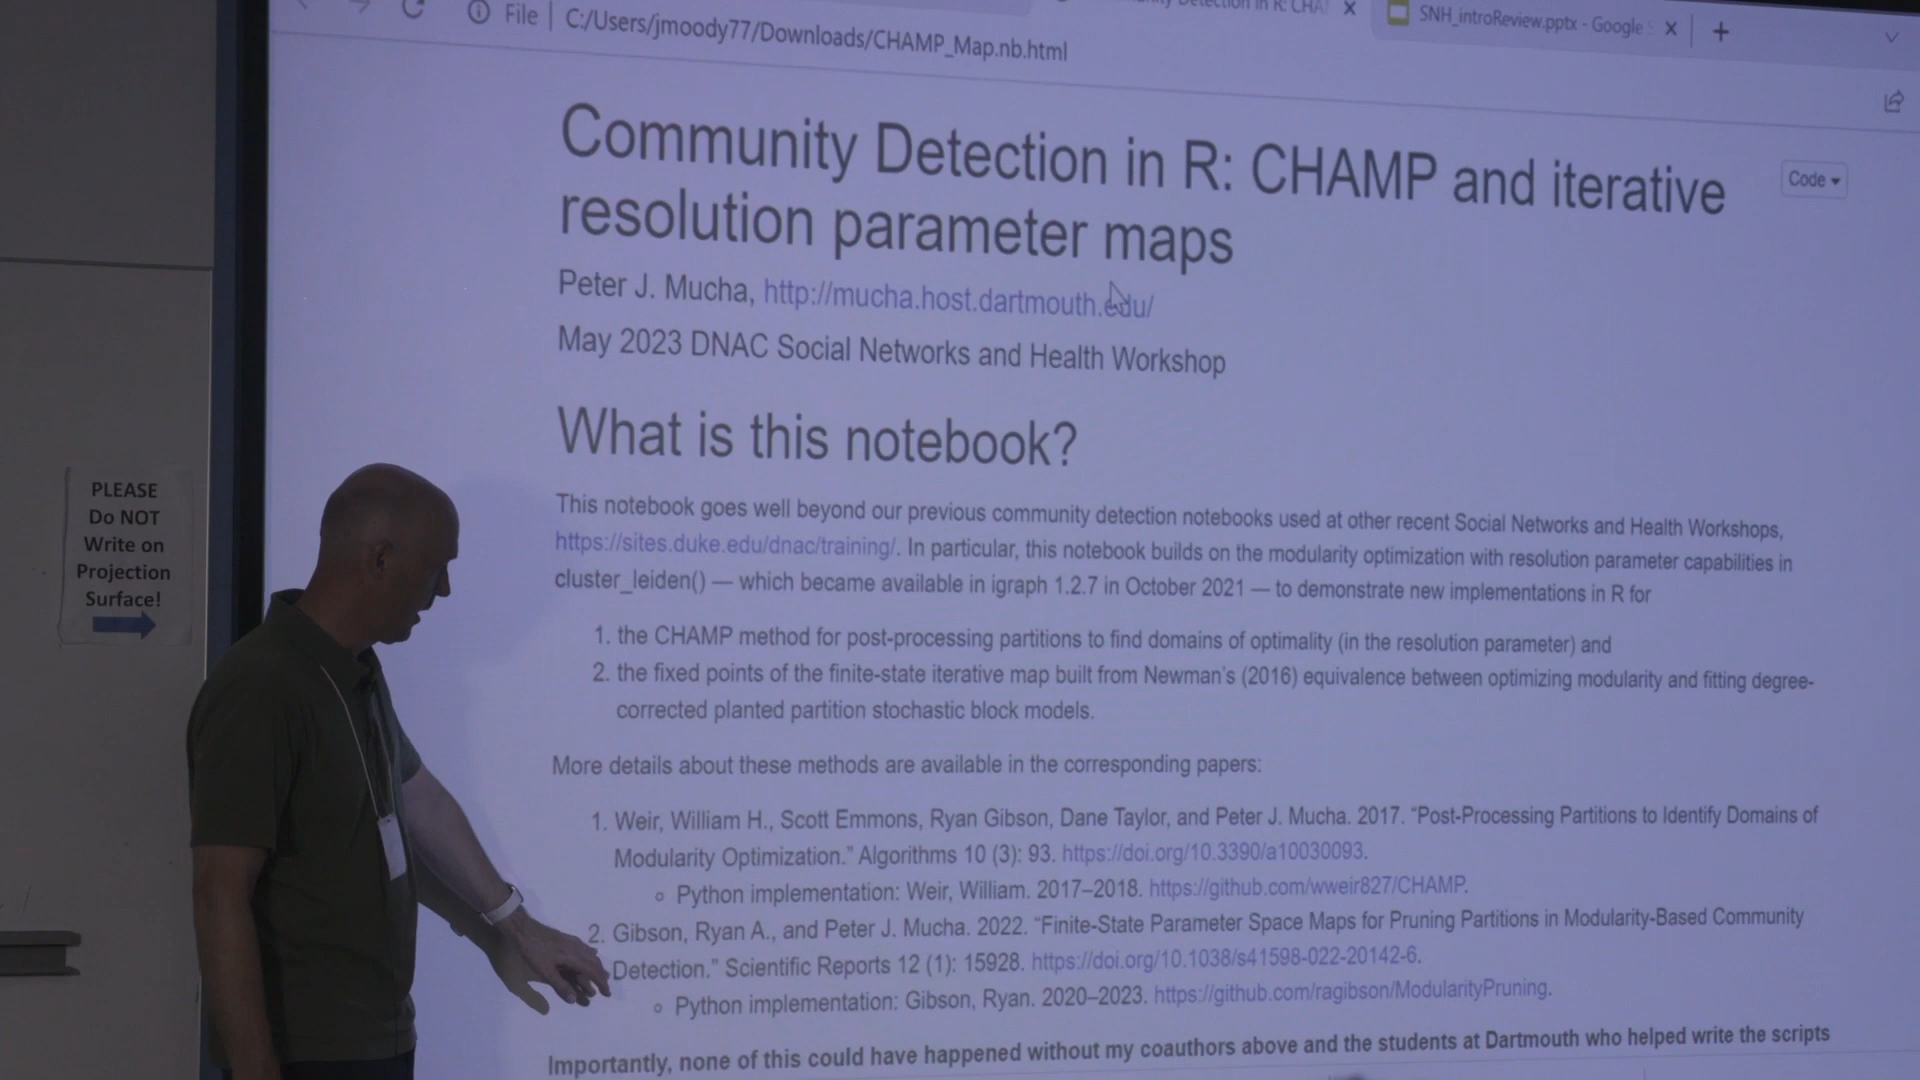 File | C:/Users/jmoody77/Downloads/CHAMP_Map.nb.html
Detection in R: CHA
SNH_introReview.pptx - Google
Community Detection in R: CHAMP and iterative
resolution parameter maps
Code
Peter J. Mucha, http://mucha.host.dartmouth.edu/
May 2023 DNAC Social Networks and Health Workshop
What is this notebook?
This notebook goes well beyond our previous community detection notebooks used at other recent Social Networks and Health Workshops,
https://sites.duke.edu/dnac/training/. In particular, this notebook builds on the modularity optimization with resolution parameter capabilities in
cluster_leiden() — which became available in igraph 1.2.7 in October 2021 — to demonstrate new implementations in R for
1. the CHAMP method for post-processing partitions to find domains of optimality (in the resolution parameter) and
2. the fixed points of the finite-state iterative map built from Newman's (2016) equivalence between optimizing modularity and fitting degree-
corrected planted partition stochastic block models.
More details about these methods are available in the corresponding papers:
1. Weir, William H., Scott Emmons, Ryan Gibson, Dane Taylor, and Peter J. Mucha. 2017. “Post-Processing Partitions to Identify Domains of
Modularity Optimization.” Algorithms 10 (3): 93. https://doi.org/10.3390/a10030093.
Python implementation: Weir, William. 2017–2018. https://github.com/wweir827/CHAMP.
2. Gibson, Ryan A., and Peter J. Mucha. 2022. “Finite-State Parameter Space Maps for Pruning Partitions in Modularity-Based Community
Detection.” Scientific Reports 12 (1): 15928. https://doi.org/10.1038/s41598-022-20142-6.
Python implementation: Gibson, Ryan. 2020–2023. https://github.com/ragibson/ModularityPruning.
Importantly, none of this could have happened without my coauthors above and the students at Dartmouth who helped write the scripts
PLEASE
Do NOT
Write on
Projection
Surface!